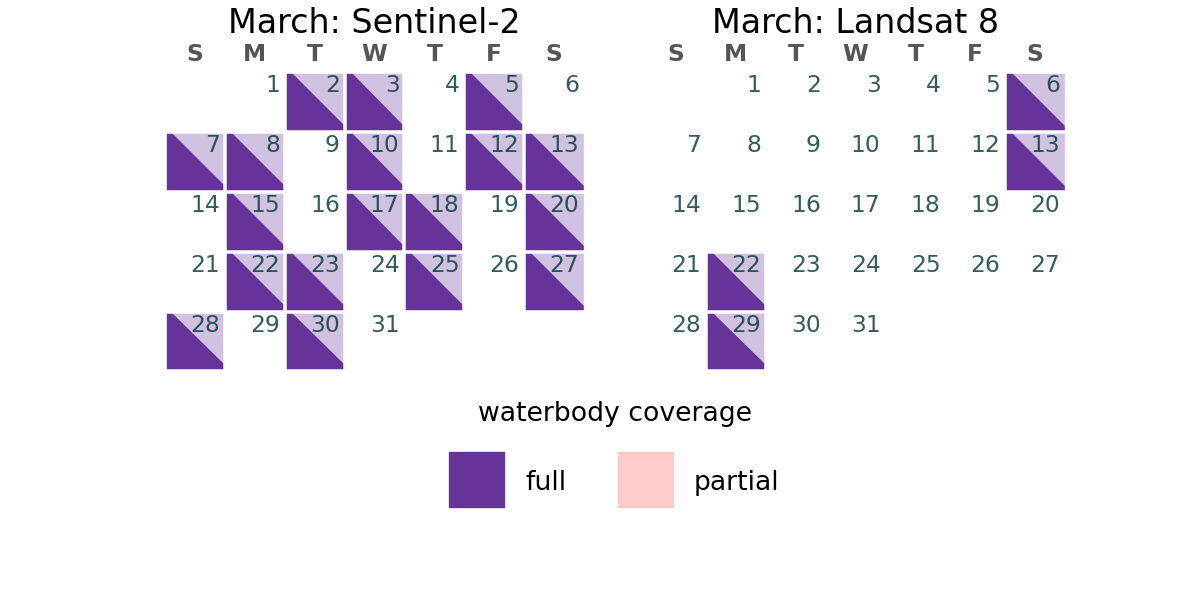 March: Sentinel-2
S M T W T F S
1 2 3 4 5 6
7 8 9 10 11 12 13
14 15 16 17 18 19 20
21 22 23 24 25 26 27
28 29 30 31
March: Landsat 8
S M T W T F S
1 2 3 4 5 6
7 8 9 10 11 12 13
14 15 16 17 18 19 20
21 22 23 24 25 26 27
28 29 30 31
waterbody coverage
full partial